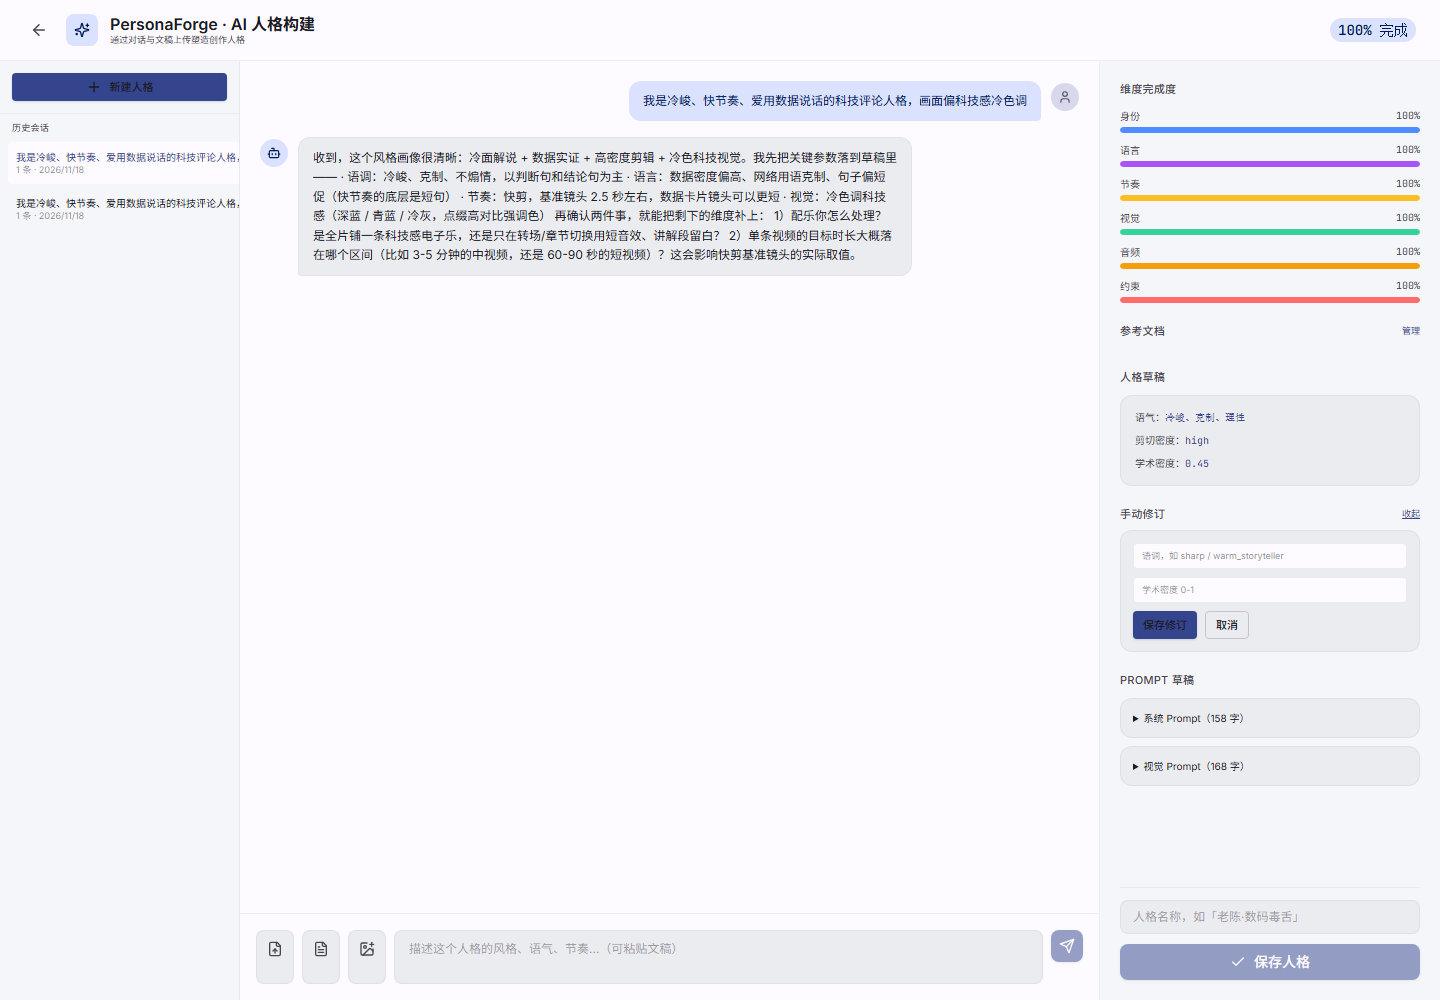 PersonaForge · AI 人格构建
通过对话与文稿上传塑造创作人格
100% 完成
新建人格
历史会话
我是冷峻、快节奏、爱用数据说话的科技评论人格，
1 条 · 2026/11/18
我是冷峻、快节奏、爱用数据说话的科技评论人格，
1 条 · 2026/11/18
我是冷峻、快节奏、爱用数据说话的科技评论人格，画面偏科技感冷色调
收到，这个风格画像很清晰：冷面解说 + 数据实证 + 高密度剪辑 + 冷色科技视觉。我先把关键参数落到草稿里
—— · 语调：冷峻、克制、不煽情，以判断句和结论句为主 · 语言：数据密度偏高、网络用语克制、句子偏短
促（快节奏的底层是短句） · 节奏：快剪，基准镜头 2.5 秒左右，数据卡片镜头可以更短 · 视觉：冷色调科技
感（深蓝 / 青蓝 / 冷灰，点缀高对比强调色） 再确认两件事，就能把剩下的维度补上： 1）配乐你怎么处理？
是全片铺一条科技感电子乐，还是只在转场/章节切换用短音效、讲解段留白？ 2）单条视频的目标时长大概落
在哪个区间（比如 3-5 分钟的中视频，还是 60-90 秒的短视频）？这会影响快剪基准镜头的实际取值。
描述这个人格的风格、语气、节奏...（可粘贴文稿）
维度完成度
身份 100%
语言 100%
节奏 100%
视觉 100%
音频 100%
约束 100%
参考文档 管理
人格草稿
语气：冷峻、克制、理性
剪切密度：high
学术密度：0.45
手动修订 收起
语调，如 sharp / warm_storyteller
学术密度 0-1
保存修订 取消
PROMPT 草稿
▶ 系统 Prompt（158 字）
▶ 视觉 Prompt（168 字）
人格名称，如「老陈·数码毒舌」
保存人格